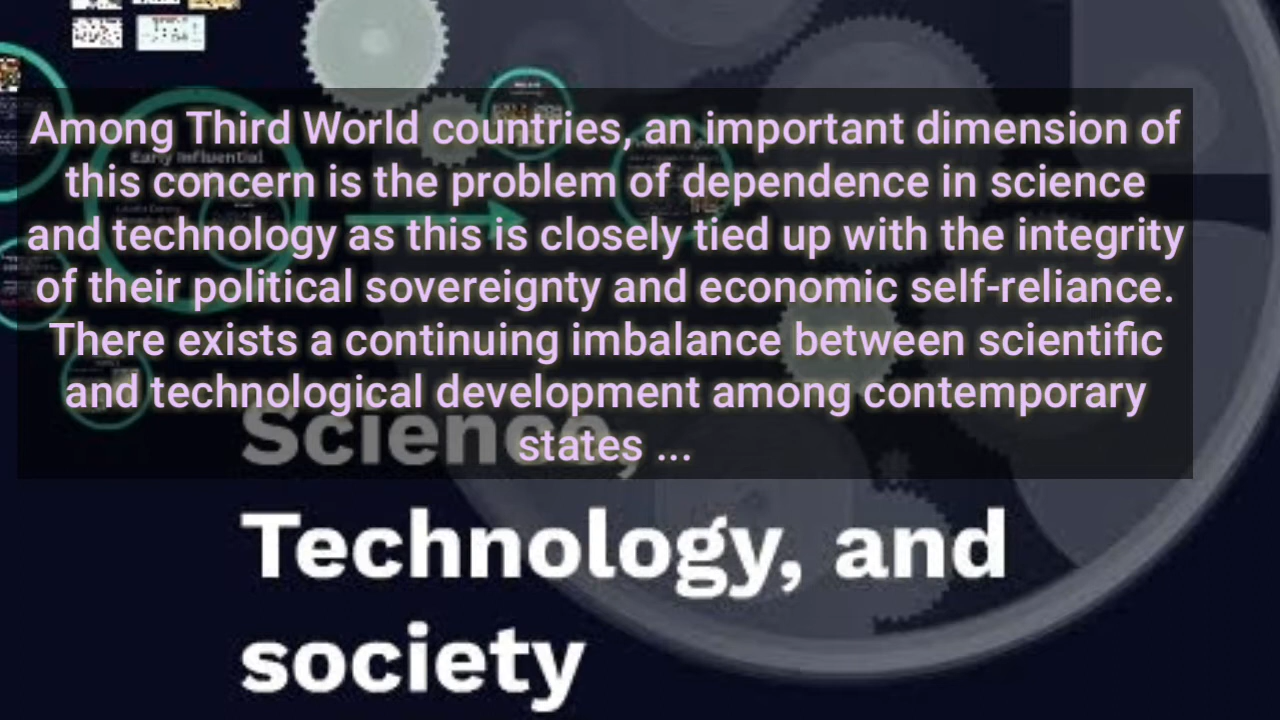 Among Third World countries, an important dimension of
this concern is the problem of dependence in science
and technology as this is closely tied up with the integrity
of their political sovereignty and economic self-reliance.
There exists a continuing imbalance between scientific
and technological development among contemporary
states ...
Early Influential
Science,
Technology, and
society